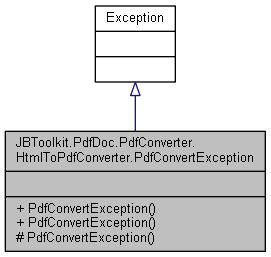 Exception
JBToolkit.PdfDoc.PdfConverter.
HtmlToPdfConverter.PdfConvertException
+ PdfConvertException()
+ PdfConvertException()
# PdfConvertException()